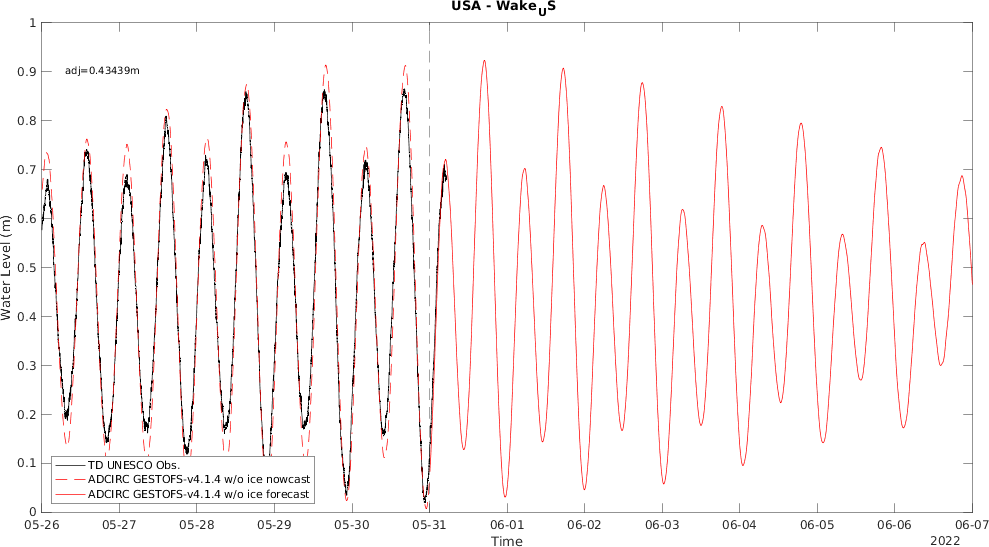 USA - Wake_US
adj=0.43439m
Water Level (m)
1
0.9
0.8
0.7
0.6
0.5
0.4
0.3
0.2
0.1
0
TD UNESCO Obs.
ADCIRC GESTOFS-v4.1.4 w/o ice nowcast
ADCIRC GESTOFS-v4.1.4 w/o ice forecast
05-26 05-27 05-28 05-29 05-30 05-31 06-01 06-02 06-03 06-04 06-05 06-06 06-07
Time
2022